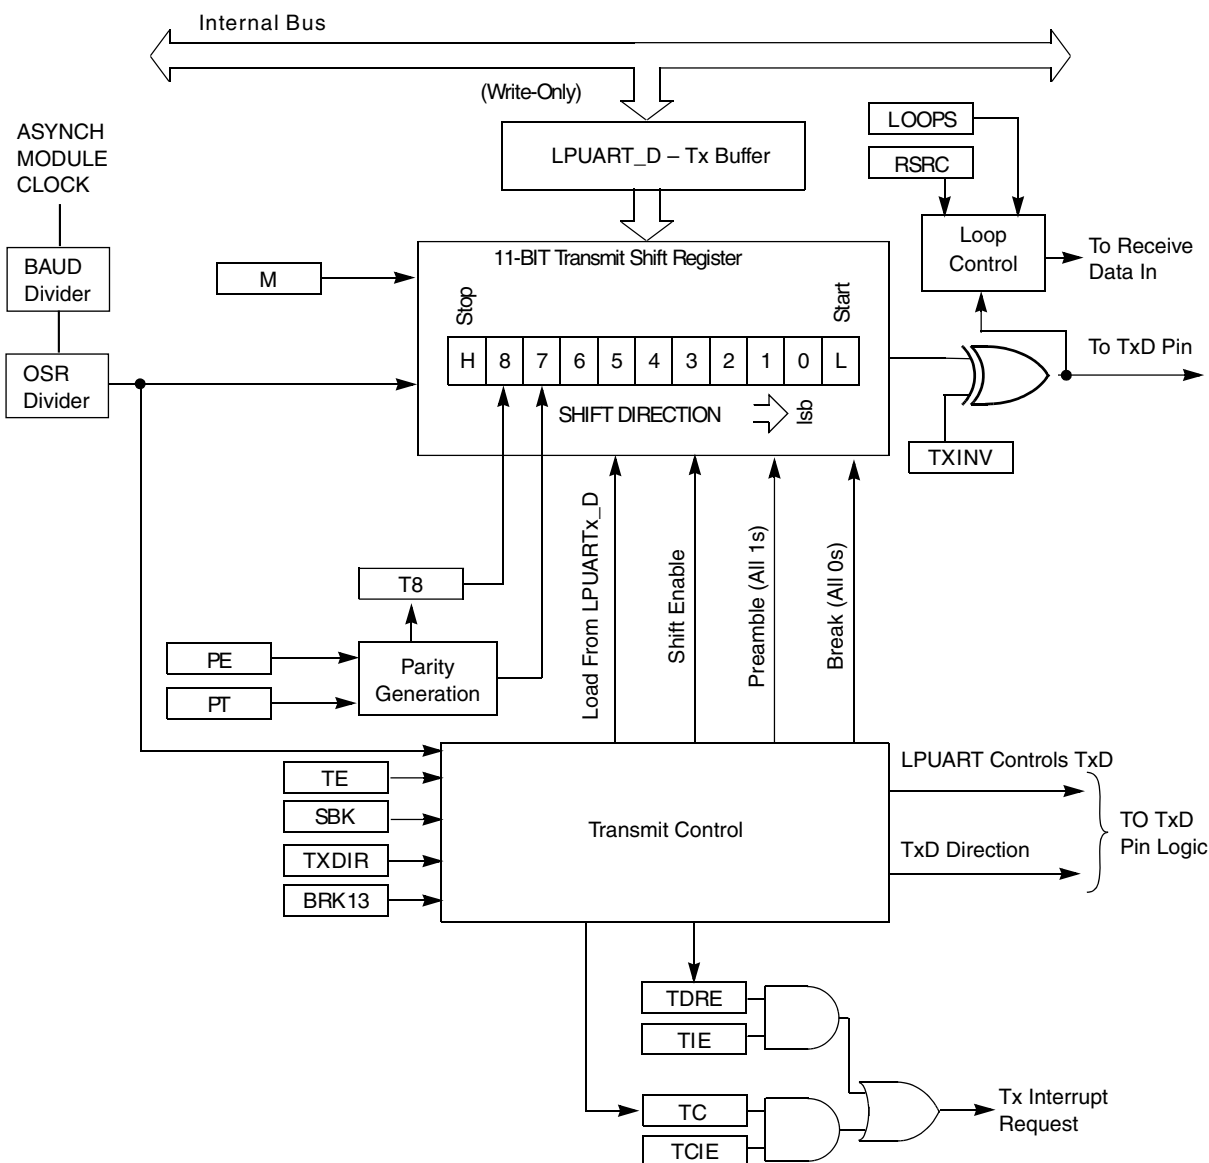 Internal Bus
(Write-Only)
LOOPS
ASYNCH
MODULE
CLOCK
LPUART_D – Tx Buffer
RSRC
Loop
Control
To Receive
Data In
BAUD
Divider
11-BIT Transmit Shift Register
M
Stop
Start
H 8 7 6 5 4 3 2 1 0 L
To TxD Pin
OSR
Divider
SHIFT DIRECTION
lsb
TXINV
Load From LPUARTx_D
Shift Enable
Preamble (All 1s)
Break (All 0s)
T8
PE
PT
Parity
Generation
LPUART Controls TxD
TE
SBK
TXDIR
BRK13
Transmit Control
TxD Direction
TO TxD
Pin Logic
TDRE
TIE
TC
TCIE
Tx Interrupt
Request